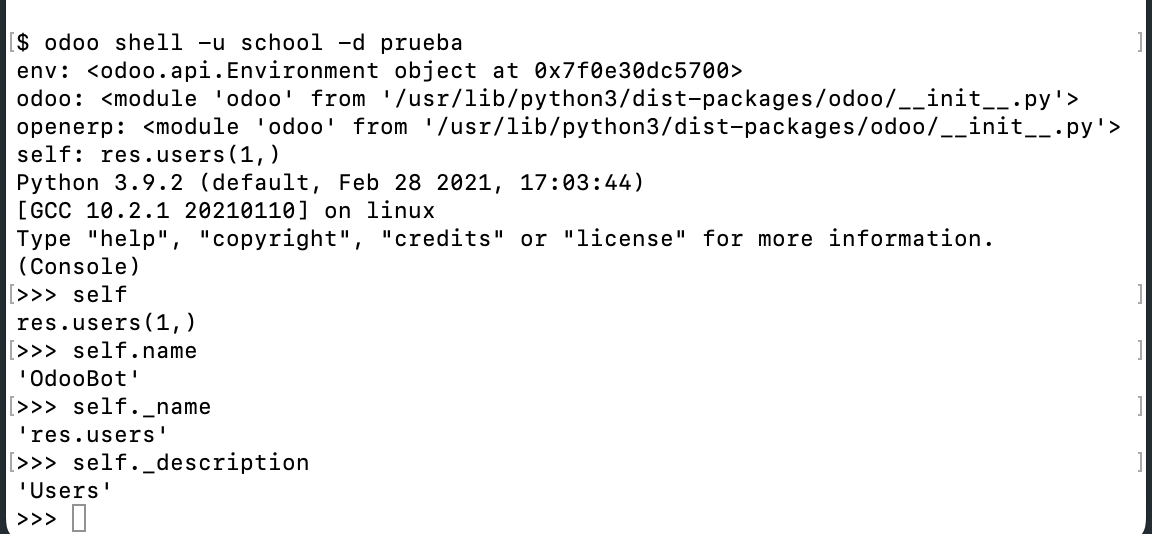 [$ odoo shell -u school -d prueba ]
env: <odoo.api.Environment object at 0x7f0e30dc5700>
odoo: <module 'odoo' from '/usr/lib/python3/dist-packages/odoo/__init__.py'>
openerp: <module 'odoo' from '/usr/lib/python3/dist-packages/odoo/__init__.py'>
self: res.users(1,)
Python 3.9.2 (default, Feb 28 2021, 17:03:44)
[GCC 10.2.1 20210110] on linux
Type "help", "copyright", "credits" or "license" for more information.
(Console)
[>>> self ]
res.users(1,)
[>>> self.name ]
'OdooBot'
[>>> self._name ]
'res.users'
[>>> self._description ]
'Users'
>>>